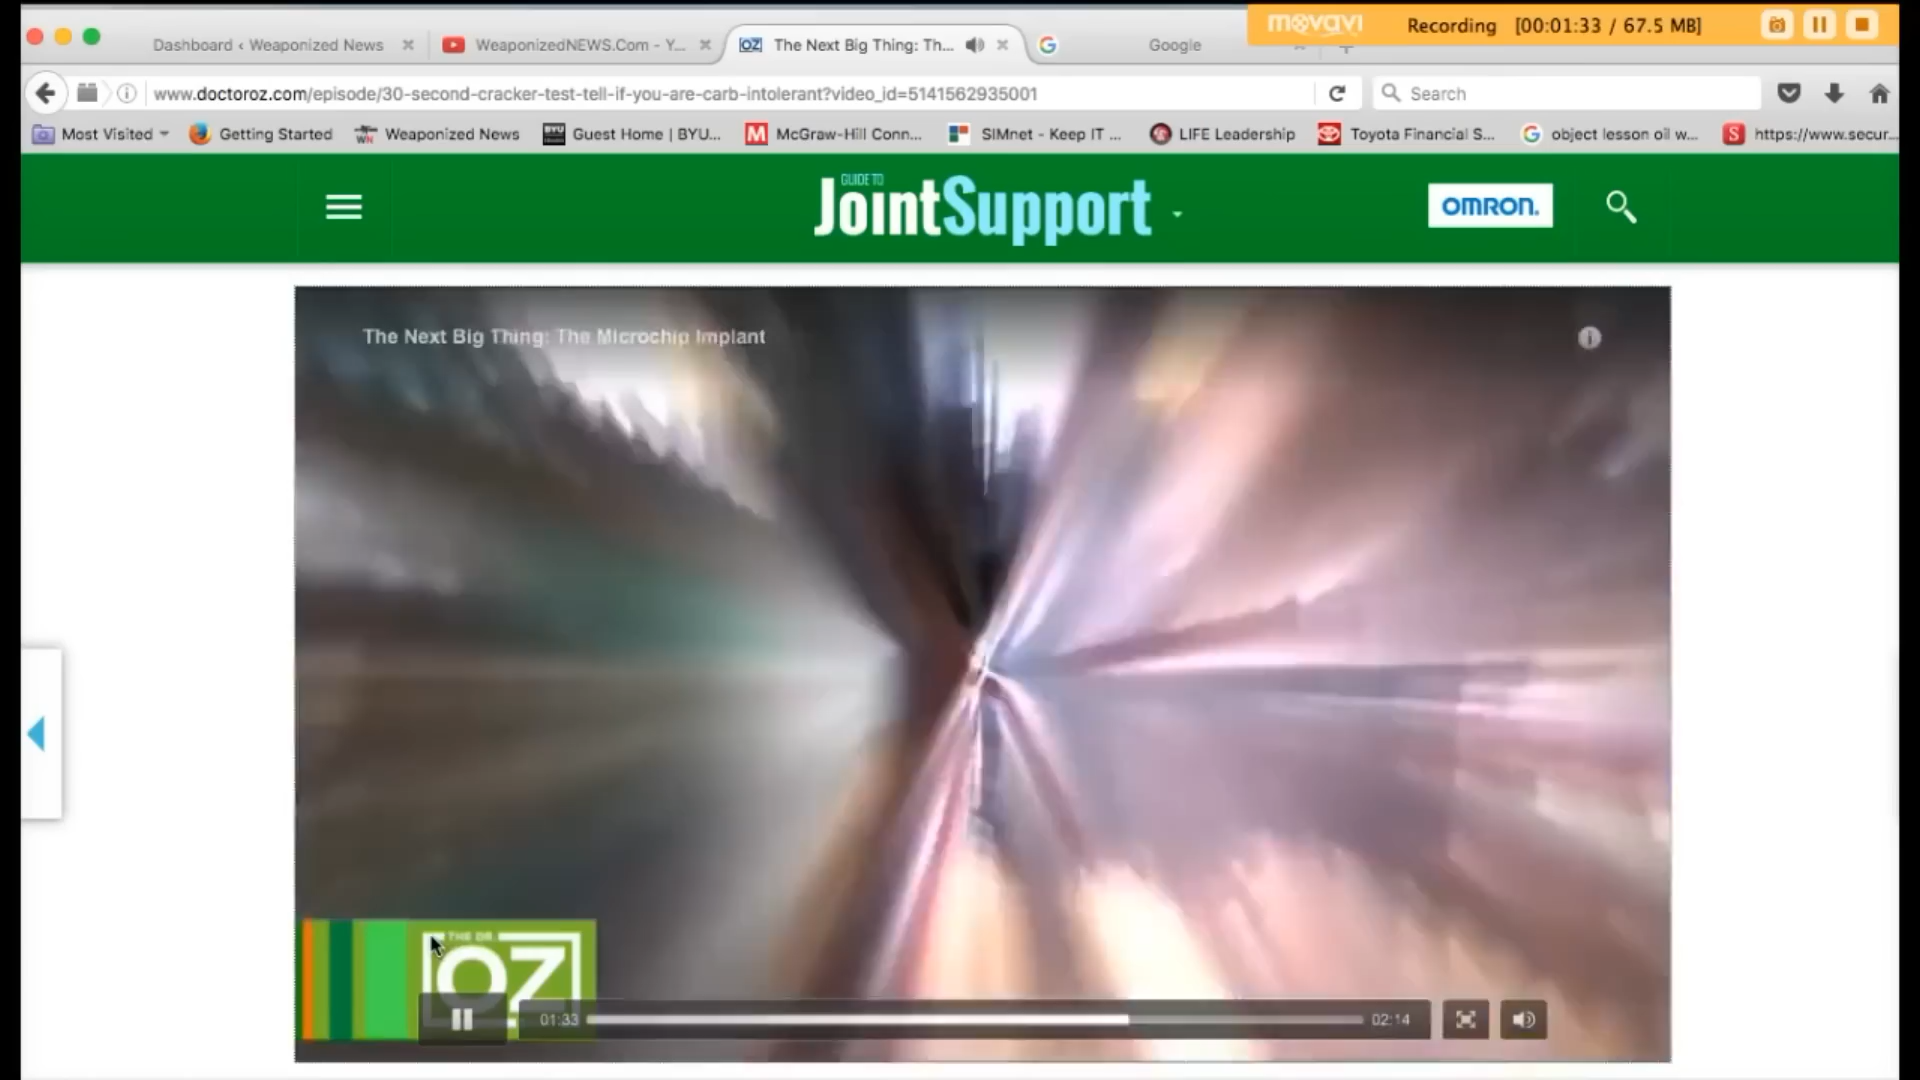 movavi Recording [00:01:33 / 67.5 MB]
Dashboard ‹ Weaponized News WeaponizedNEWS.Com - Y... OZ The Next Big Thing: Th... G Google
www.doctoroz.com/episode/30-second-cracker-test-tell-if-you-are-carb-intolerant?video_id=5141562935001 Search
Most Visited Getting Started WN Weaponized News BYU Guest Home | BYU... M McGraw-Hill Conn... SIMnet - Keep IT ... LIFE Leadership Toyota Financial S... G object lesson oil w... S https://www.secur...
GUIDE TO
JointSupport
OMRON.
The Next Big Thing: The Microchip Implant
THE DR.
OZ
01:33 02:14